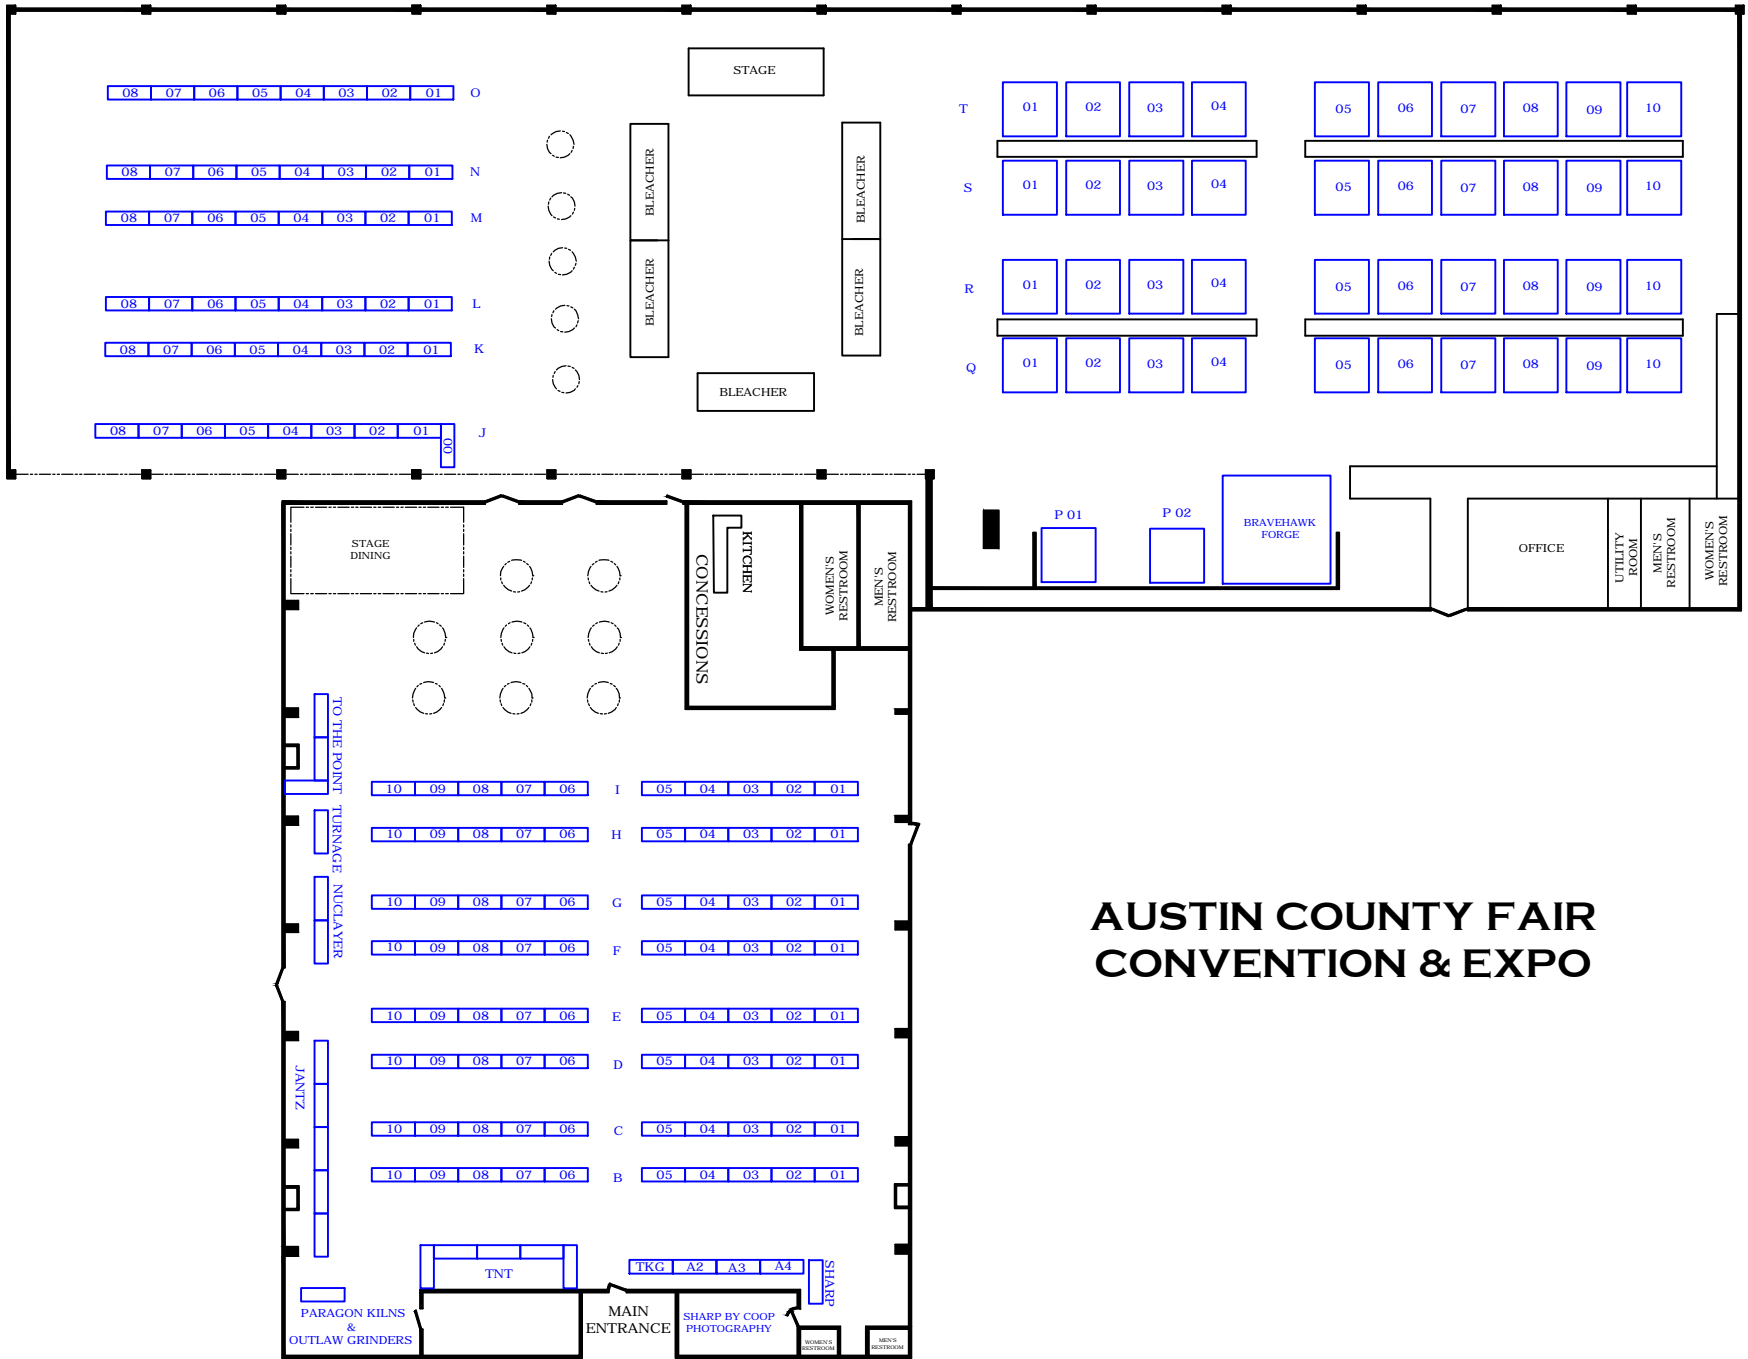 STAGE
08 07 06 05 04 03 02 01 O
T 01 02 03 04 05 06 07 08 09 10
BLEACHER
BLEACHER
08 07 06 05 04 03 02 01 N
S 01 02 03 04 05 06 07 08 09 10
08 07 06 05 04 03 02 01 M
BLEACHER
BLEACHER
R 01 02 03 04 05 06 07 08 09 10
08 07 06 05 04 03 02 01 L
08 07 06 05 04 03 02 01 K
Q 01 02 03 04 05 06 07 08 09 10
BLEACHER
08 07 06 05 04 03 02 01 J
00
P 01
P 02
BRAVEHAWK
FORGE
OFFICE
UTILITY
ROOM
MEN'S
RESTROOM
WOMEN'S
RESTROOM
STAGE
DINING
KITCHEN
CONCESSIONS
WOMEN'S
RESTROOM
MEN'S
RESTROOM
TO THE POINT
10 09 08 07 06 I 05 04 03 02 01
TURNAGE
10 09 08 07 06 H 05 04 03 02 01
NUCLAYER
10 09 08 07 06 G 05 04 03 02 01
10 09 08 07 06 F 05 04 03 02 01
AUSTIN COUNTY FAIR
CONVENTION & EXPO
10 09 08 07 06 E 05 04 03 02 01
10 09 08 07 06 D 05 04 03 02 01
JANTZ
10 09 08 07 06 C 05 04 03 02 01
10 09 08 07 06 B 05 04 03 02 01
TNT
TKG A2 A3 A4
SHARP
PARAGON KILNS
&
OUTLAW GRINDERS
MAIN
ENTRANCE
SHARP BY COOP
PHOTOGRAPHY
WOMEN'S
RESTROOM
MEN'S
RESTROOM